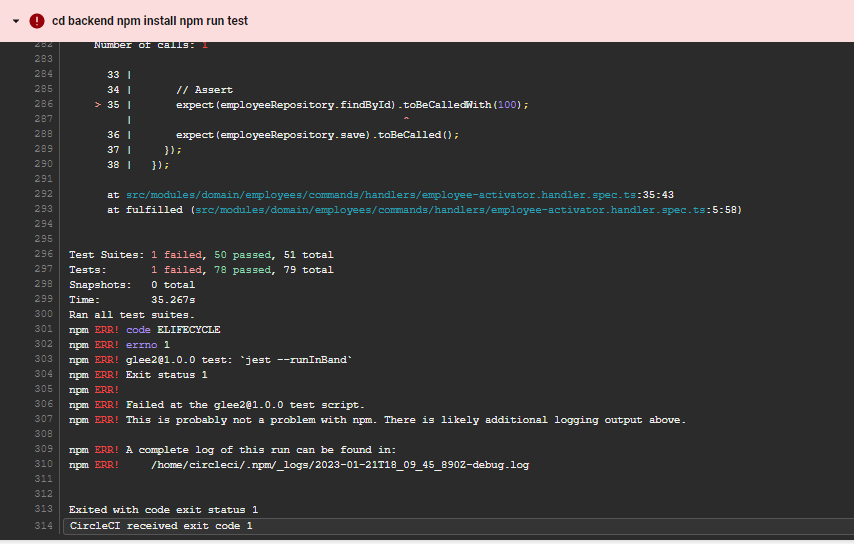 cd backend npm install npm run test
282 Number of calls: 1
283
284 33 |
285 34 | // Assert
286 > 35 | expect(employeeRepository.findById).toBeCalledWith(100);
287 | ^
288 36 | expect(employeeRepository.save).toBeCalled();
289 37 | });
290 38 | });
291
292 at src/modules/domain/employees/commands/handlers/employee-activator.handler.spec.ts:35:43
293 at fulfilled (src/modules/domain/employees/commands/handlers/employee-activator.handler.spec.ts:5:58)
294
295
296 Test Suites: 1 failed, 50 passed, 51 total
297 Tests: 1 failed, 78 passed, 79 total
298 Snapshots: 0 total
299 Time: 35.267s
300 Ran all test suites.
301 npm ERR! code ELIFECYCLE
302 npm ERR! errno 1
303 npm ERR! glee2@1.0.0 test: `jest --runInBand`
304 npm ERR! Exit status 1
305 npm ERR!
306 npm ERR! Failed at the glee2@1.0.0 test script.
307 npm ERR! This is probably not a problem with npm. There is likely additional logging output above.
308
309 npm ERR! A complete log of this run can be found in:
310 npm ERR! /home/circleci/.npm/_logs/2023-01-21T18_09_45_890Z-debug.log
311
312
313 Exited with code exit status 1
314 CircleCI received exit code 1